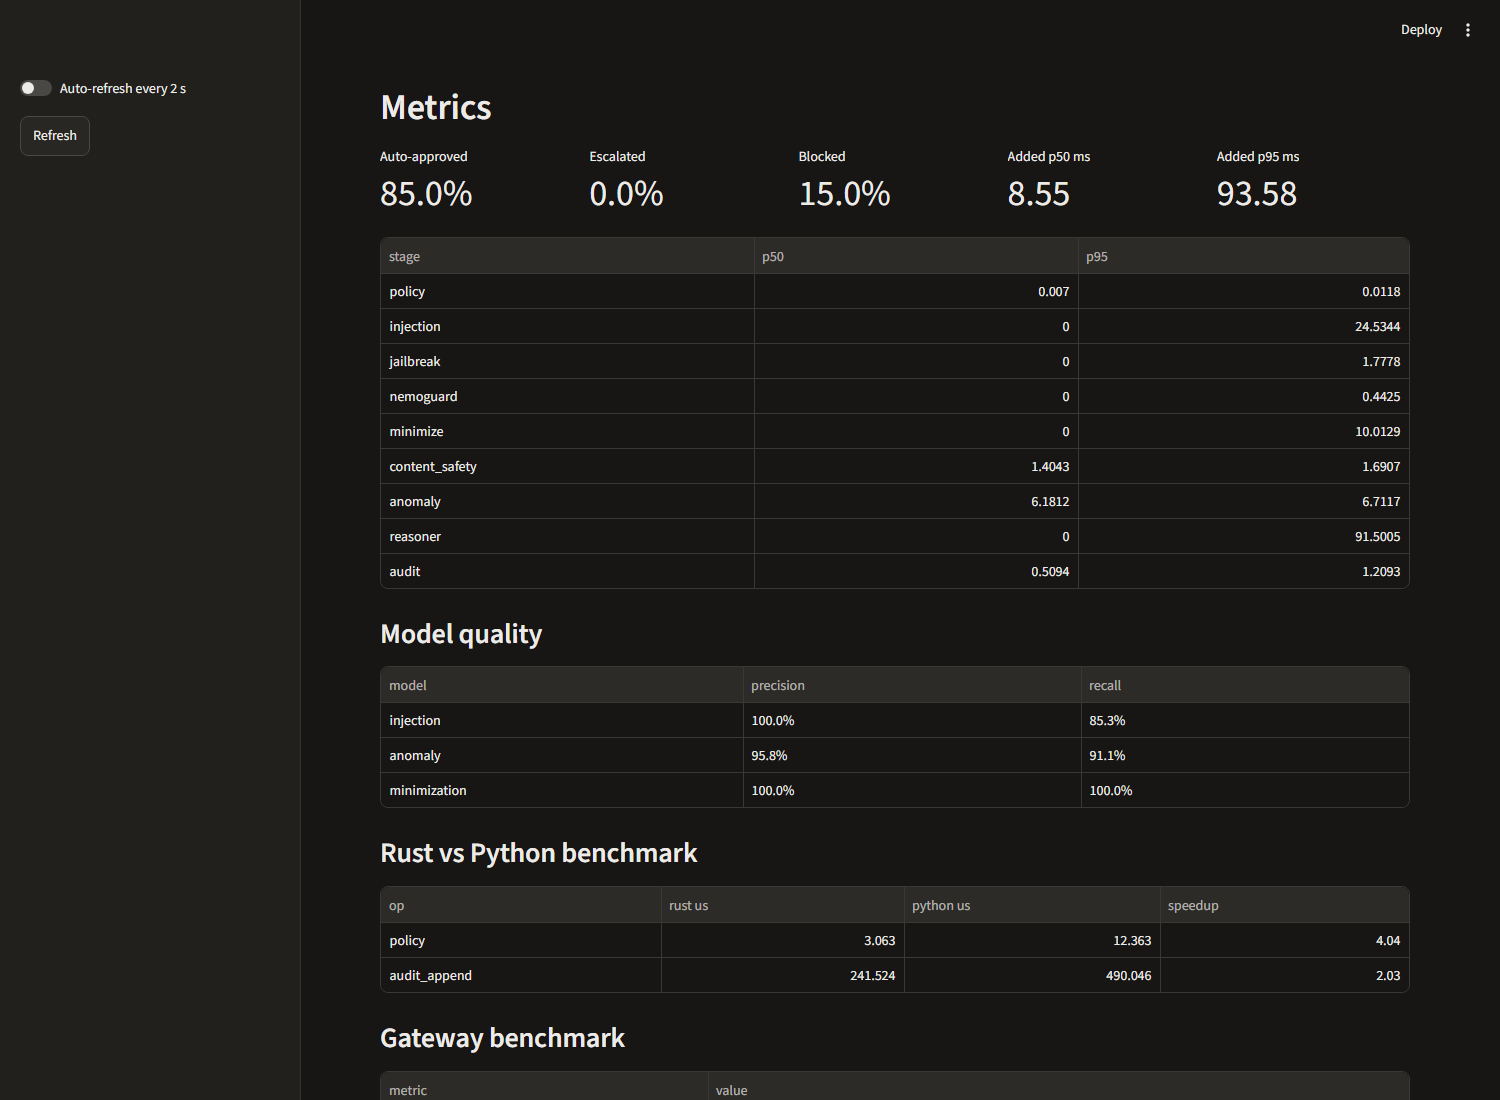 Deploy
Auto-refresh every 2 s
Refresh
Metrics
Auto-approved Escalated Blocked Added p50 ms Added p95 ms
85.0% 0.0% 15.0% 8.55 93.58
stage p50 p95
policy 0.007 0.0118
injection 0 24.5344
jailbreak 0 1.7778
nemoguard 0 0.4425
minimize 0 10.0129
content_safety 1.4043 1.6907
anomaly 6.1812 6.7117
reasoner 0 91.5005
audit 0.5094 1.2093
Model quality
model precision recall
injection 100.0% 85.3%
anomaly 95.8% 91.1%
minimization 100.0% 100.0%
Rust vs Python benchmark
op rust us python us speedup
policy 3.063 12.363 4.04
audit_append 241.524 490.046 2.03
Gateway benchmark
metric value